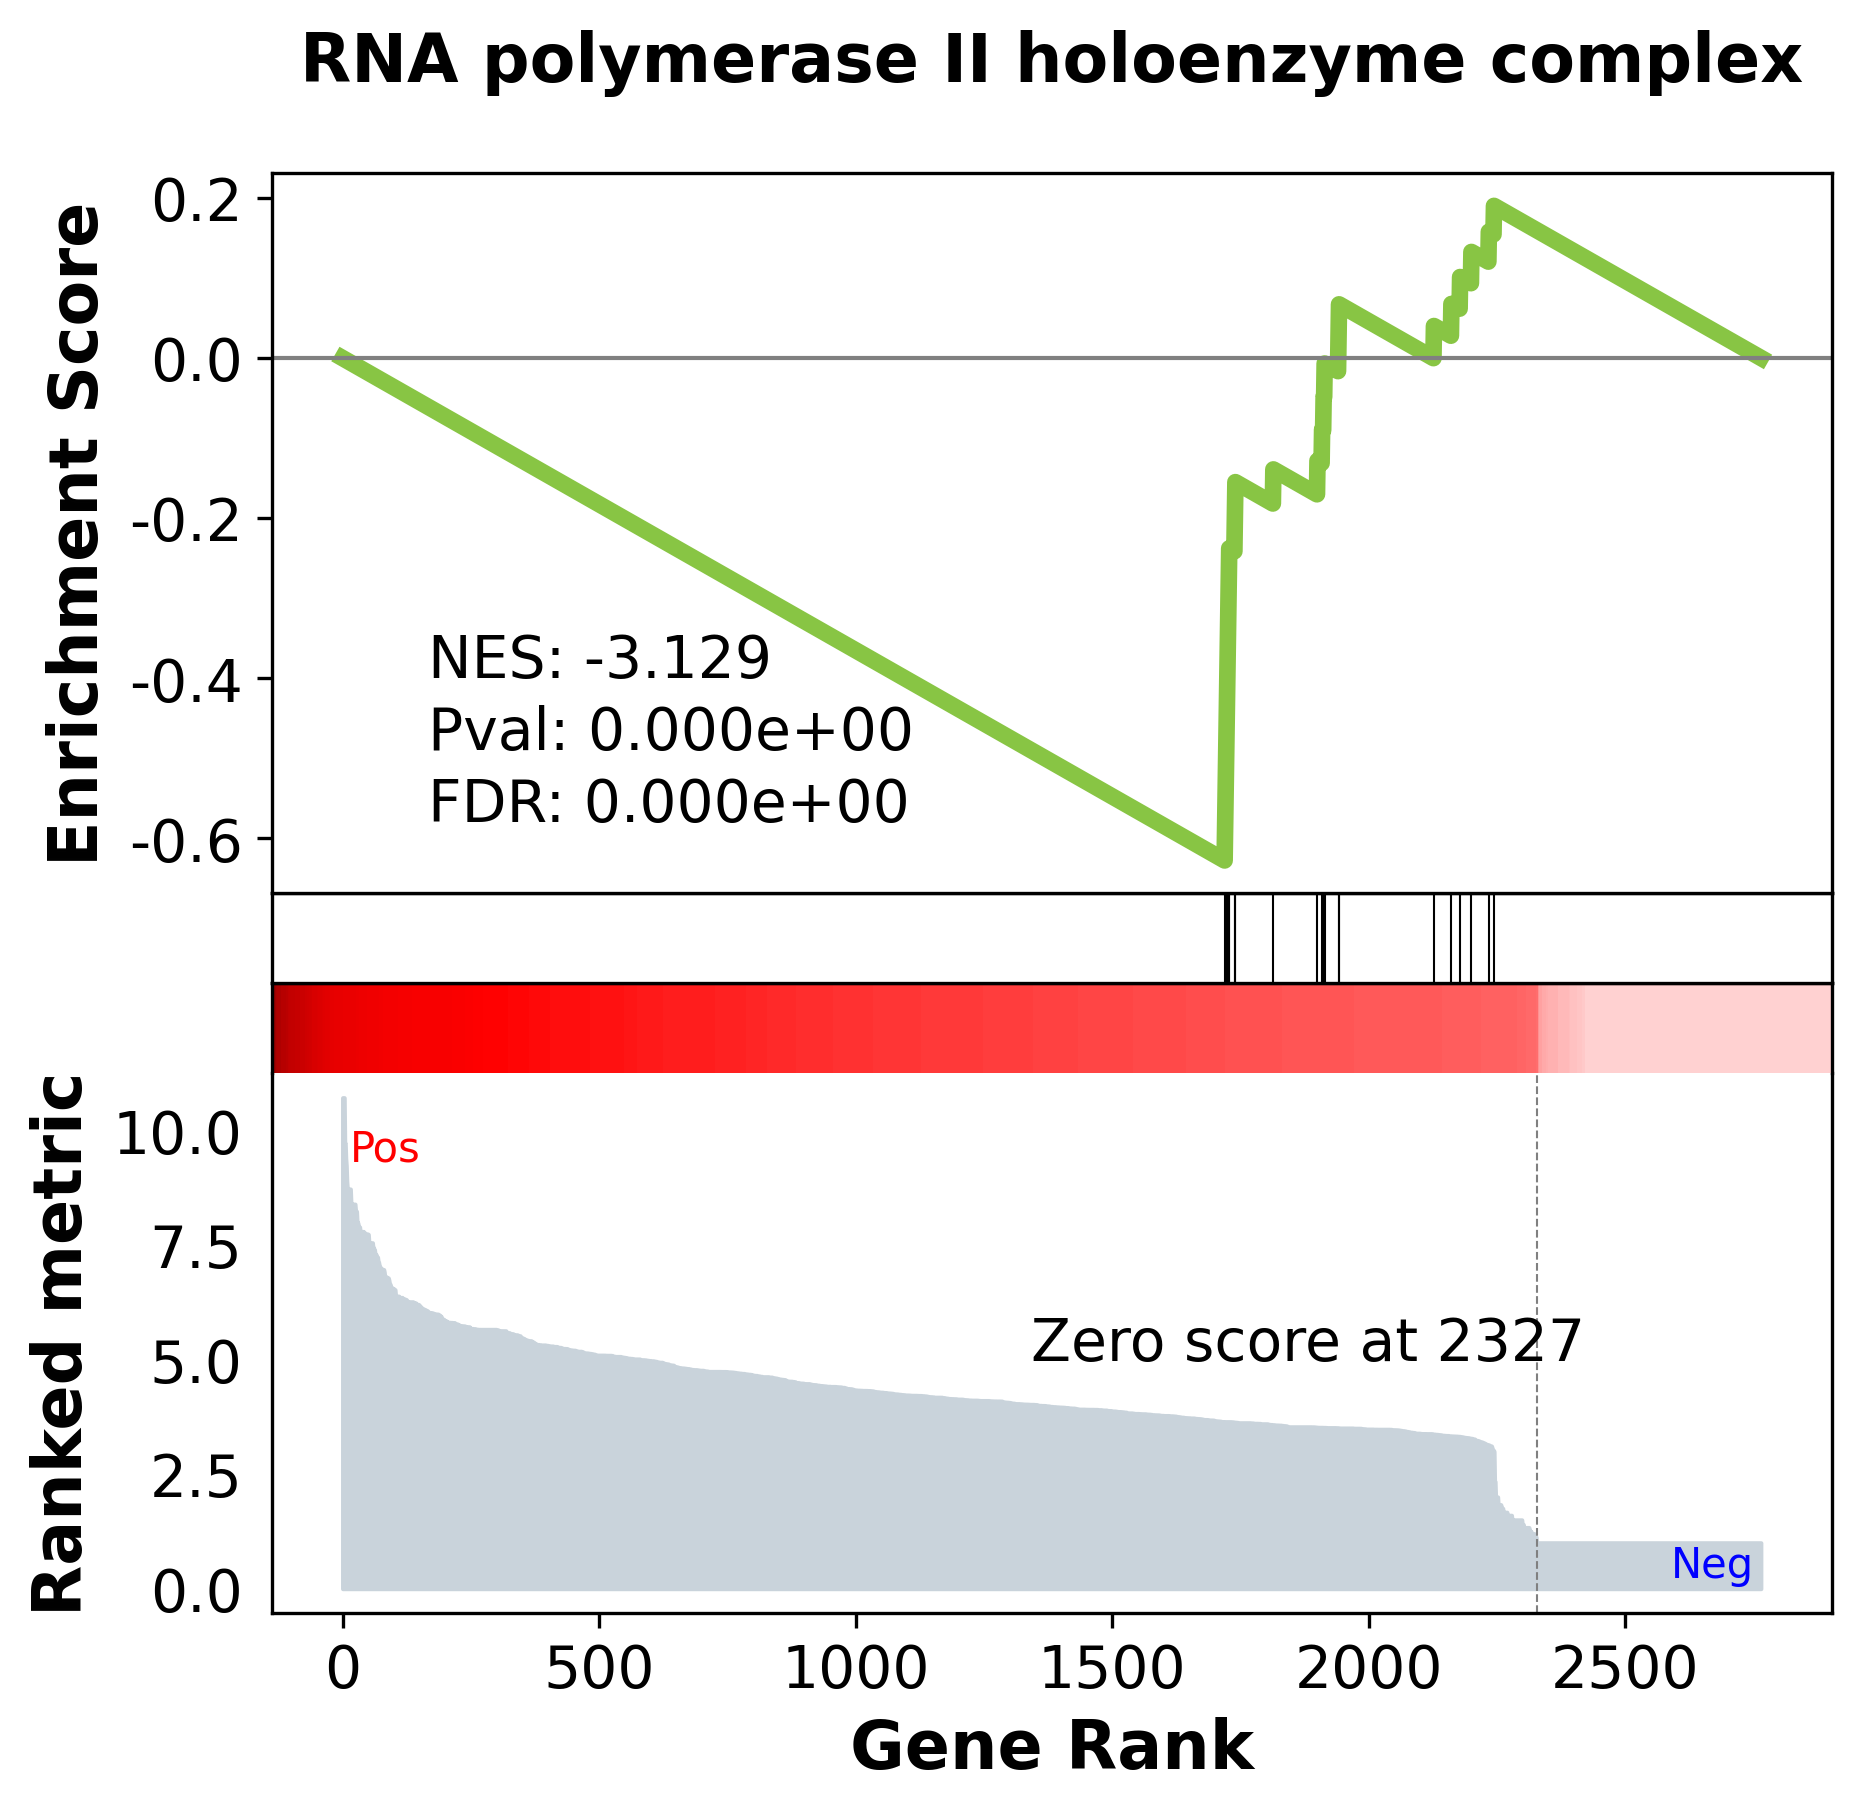 RNA polymerase II holoenzyme complex
Enrichment Score
0.2
0.0
-0.2
-0.4
-0.6
NES: -3.129
Pval: 0.000e+00
FDR: 0.000e+00
Ranked metric
10.0
7.5
5.0
2.5
0.0
Pos
Zero score at 2327
Neg
0 500 1000 1500 2000 2500
Gene Rank